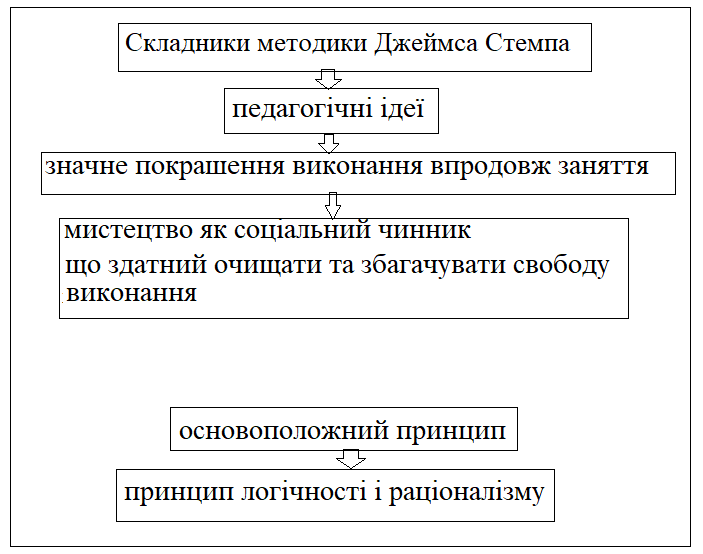 Складники методики Джеймса Стемпа
педагогічні ідеї
значне покращення виконання впродовж заняття
мистецтво як соціальний чинник
що здатний очищати та збагачувати свободу
виконання
основоположний принцип
принцип логічності і раціоналізму